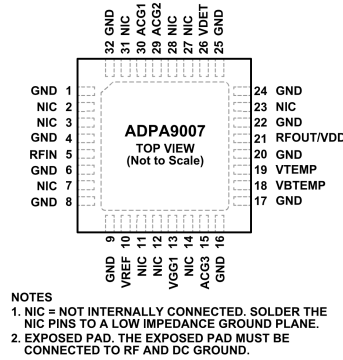 32 GND
31 NIC
30 ACG1
29 ACG2
28 NIC
27 NIC
26 VDET
25 GND
GND 1
NIC 2
NIC 3
GND 4
RFIN 5
GND 6
NIC 7
GND 8
ADPA9007
TOP VIEW
(Not to Scale)
24 GND
23 NIC
22 GND
21 RFOUT/VDD
20 GND
19 VTEMP
18 VBTEMP
17 GND
GND 9
VREF 10
NIC 11
NIC 12
VGG1 13
NIC 14
ACG3 15
GND 16
NOTES
1. NIC = NOT INTERNALLY CONNECTED. SOLDER THE
NIC PINS TO A LOW IMPEDANCE GROUND PLANE.
2. EXPOSED PAD. THE EXPOSED PAD MUST BE
CONNECTED TO RF AND DC GROUND.